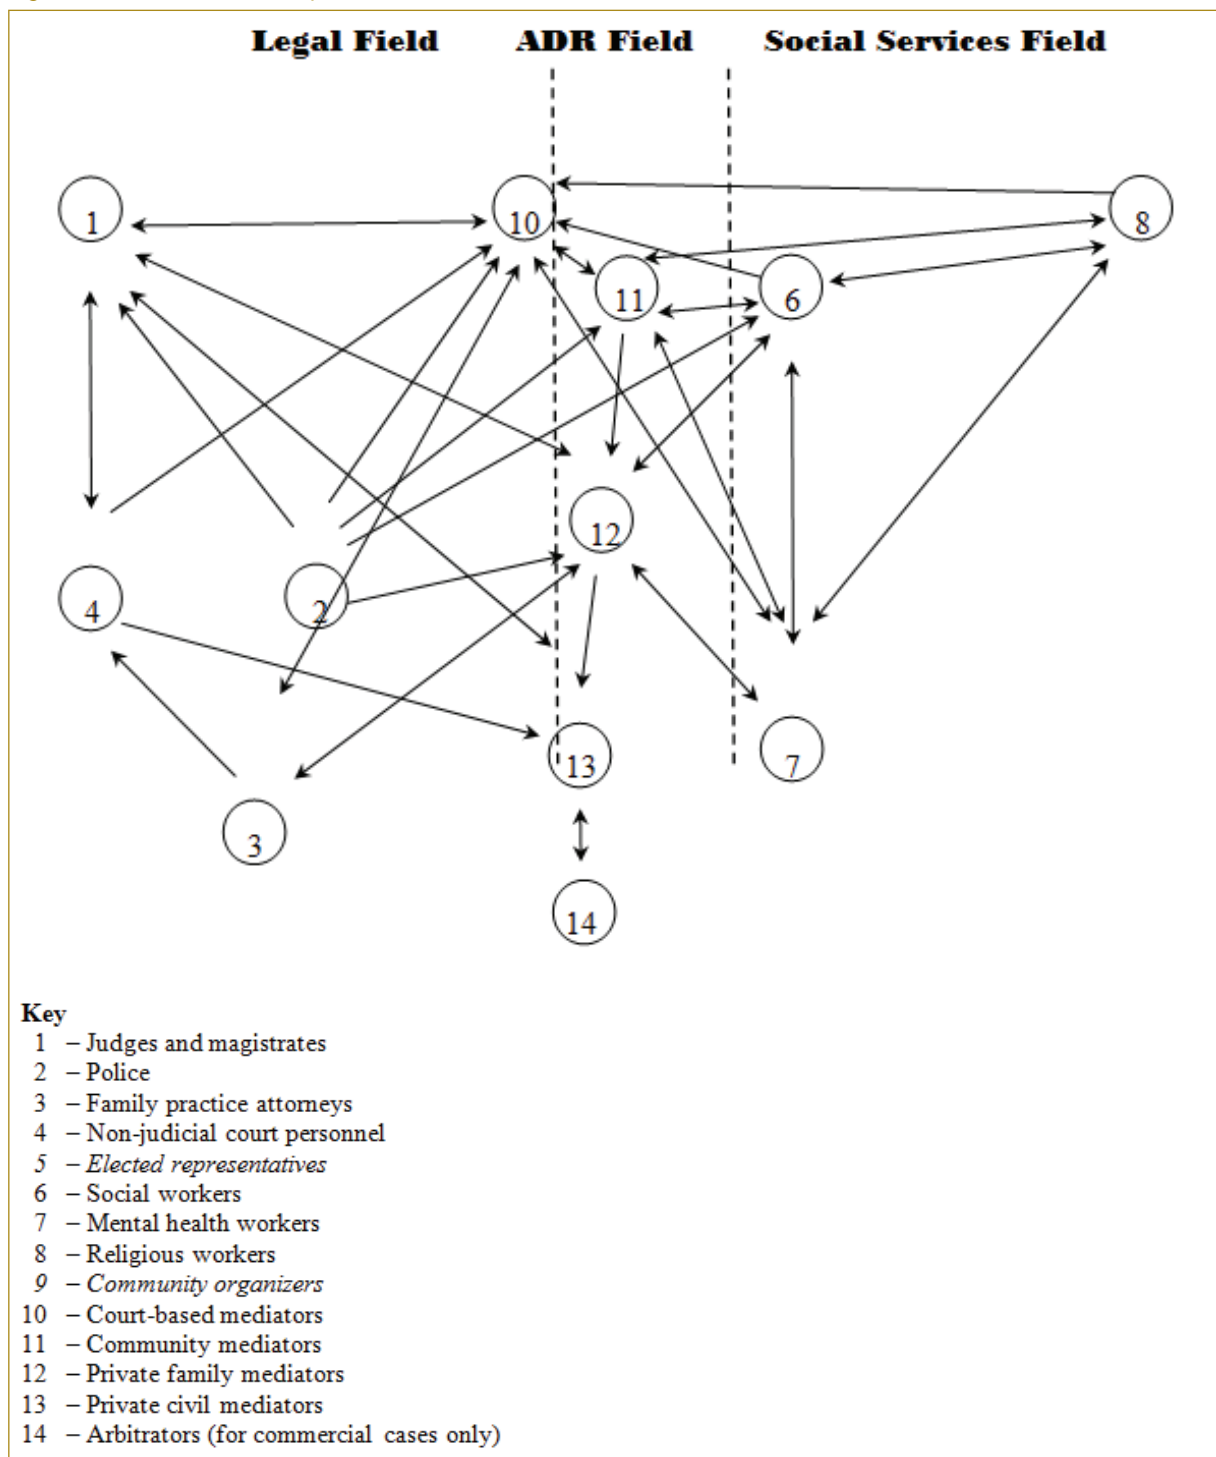 Legal Field ADR Field Social Services Field
1 10 8
11 6
12
4 2
13 7
3
14
Key
1 – Judges and magistrates
2 – Police
3 – Family practice attorneys
4 – Non-judicial court personnel
5 – Elected representatives
6 – Social workers
7 – Mental health workers
8 – Religious workers
9 – Community organizers
10 – Court-based mediators
11 – Community mediators
12 – Private family mediators
13 – Private civil mediators
14 – Arbitrators (for commercial cases only)